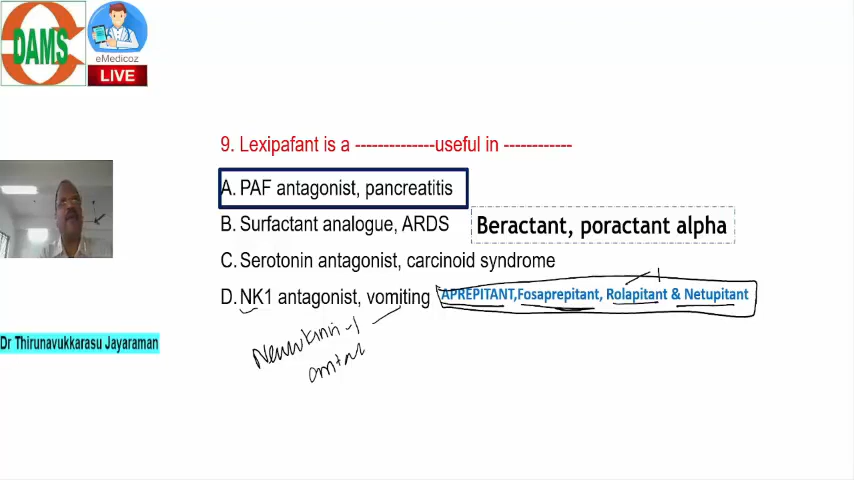 DAMS
eMedicoz
LIVE
9. Lexipafant is a --------------useful in ------------
A. PAF antagonist, pancreatitis
B. Surfactant analogue, ARDS
Beractant, poractant alpha
C. Serotonin antagonist, carcinoid syndrome
D. NK1 antagonist, vomiting
APREPITANT,Fosaprepitant, Rolapitant & Netupitant
Dr Thirunavukkarasu Jayaraman